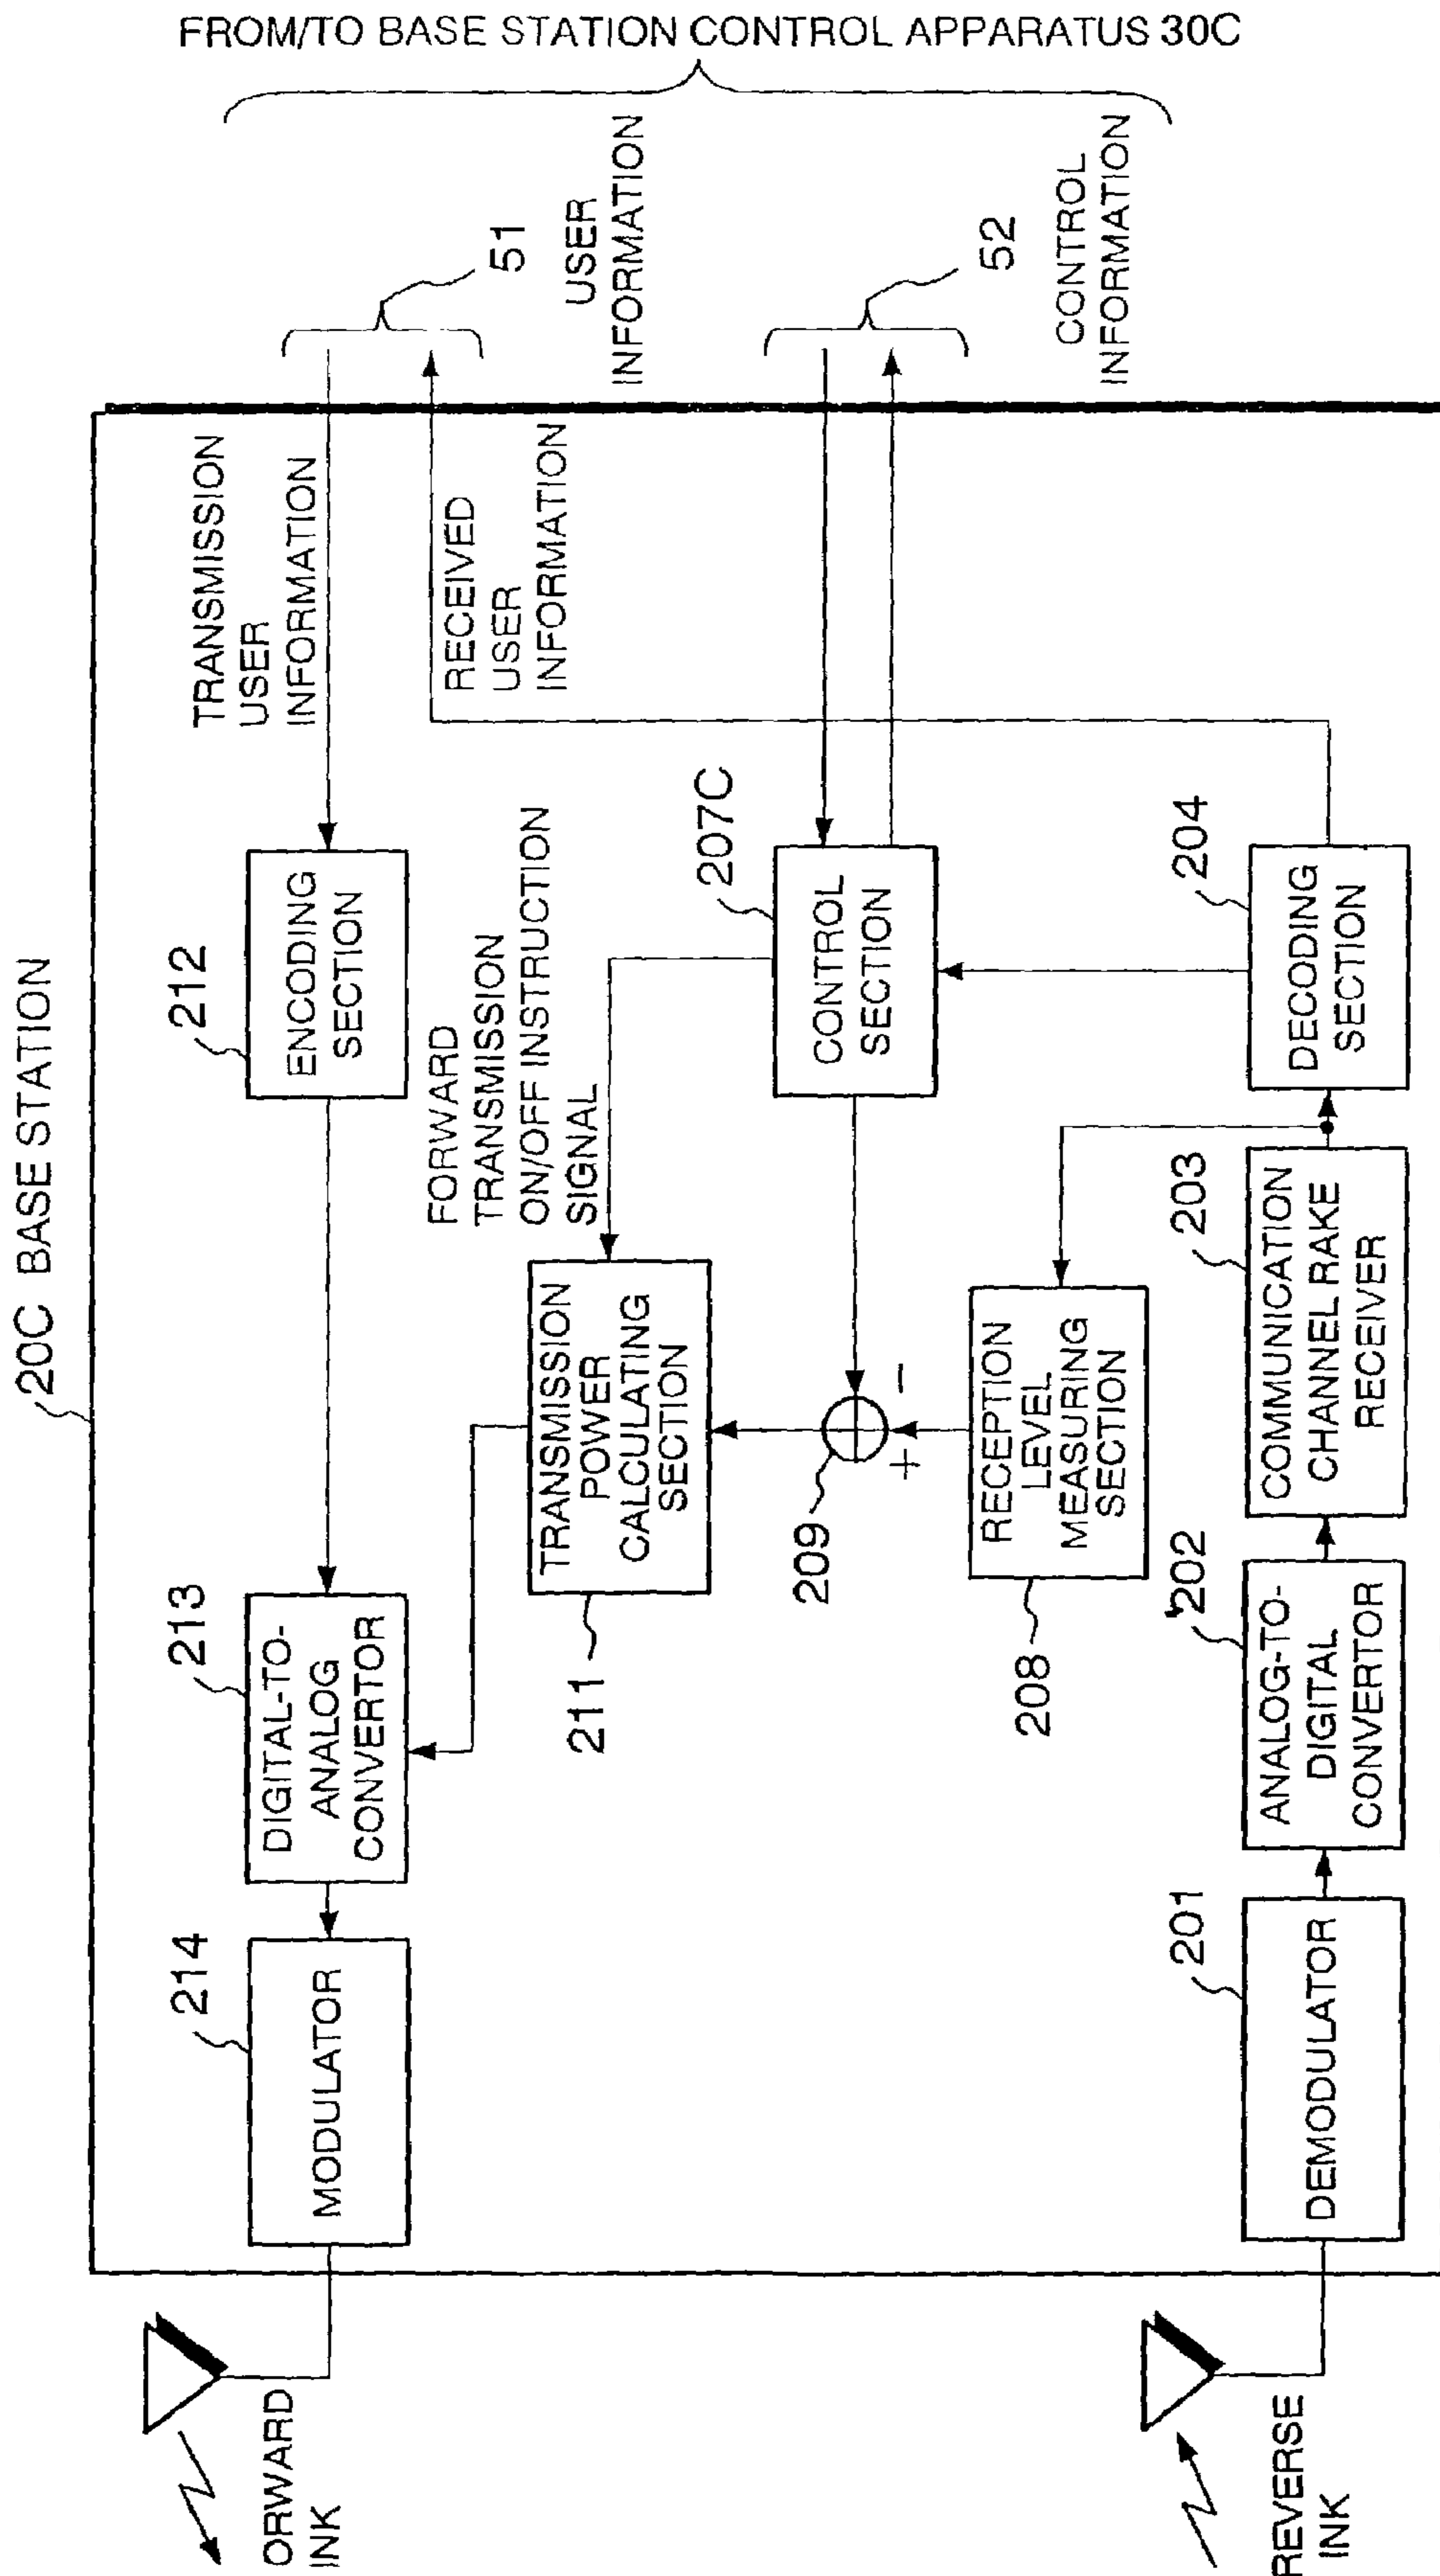 FROM/TO BASE STATION CONTROL APPARATUS 30C
20C BASE STATION
51
USER
INFORMATION
52
CONTROL
INFORMATION
TRANSMISSION
USER
INFORMATION
RECEIVED
USER
INFORMATION
212
ENCODING
SECTION
FORWARD
TRANSMISSION
ON/OFF INSTRUCTION
SIGNAL
207C
CONTROL
SECTION
204
DECODING
SECTION
213
DIGITAL-TO-
ANALOG
CONVERTOR
211
TRANSMISSION
POWER
CALCULATING
SECTION
209
+
-
208
RECEPTION
LEVEL
MEASURING
SECTION
203
COMMUNICATION
CHANNEL RAKE
RECEIVER
202
ANALOG-TO-
DIGITAL
CONVERTOR
214
MODULATOR
201
DEMODULATOR
ORWARD
INK
REVERSE
INK